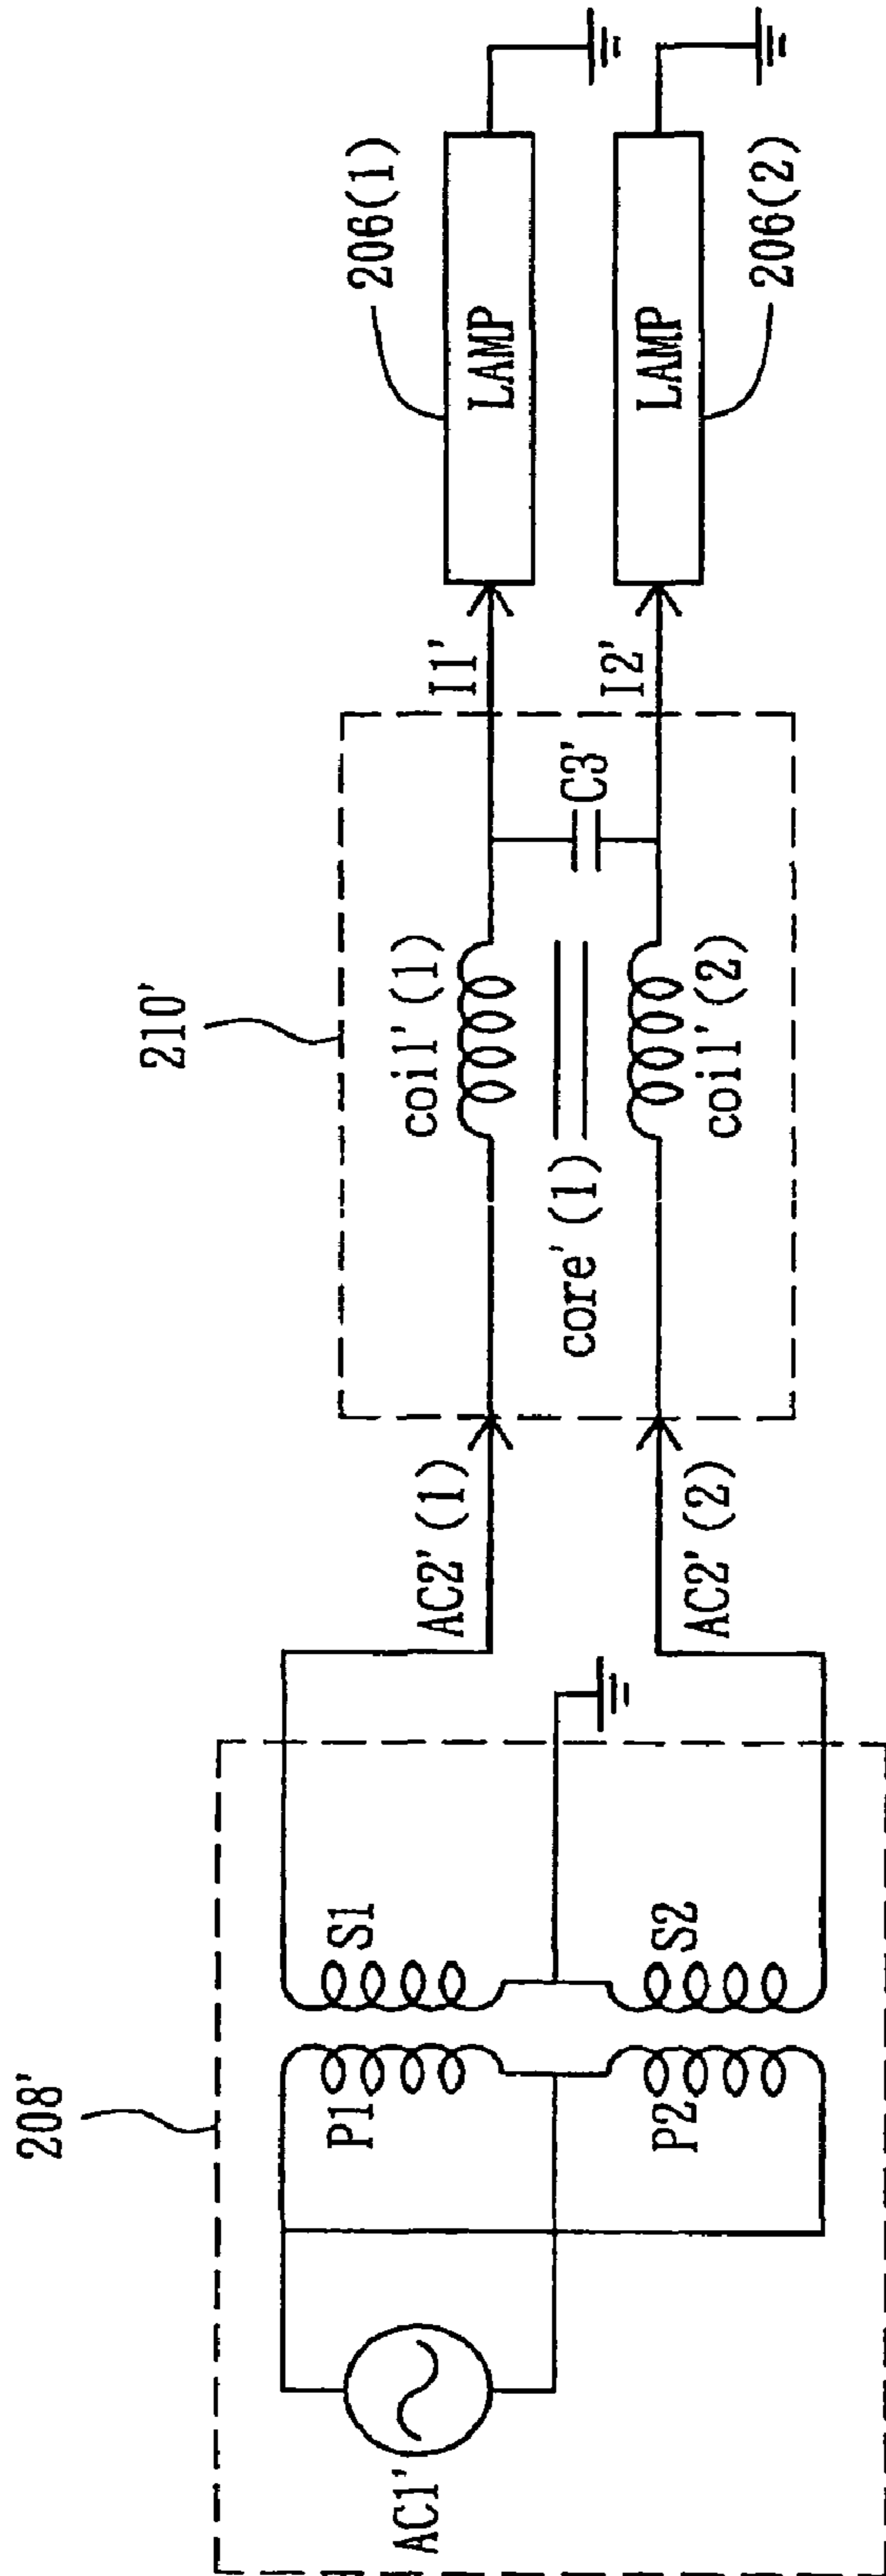 208'
AC1'
P1
S1
P2
S2
AC2'(1)
AC2'(2)
210'
coil'(1)
core'(1)
coil'(2)
C3'
I1'
I2'
206(1)
LAMP
LAMP
206(2)